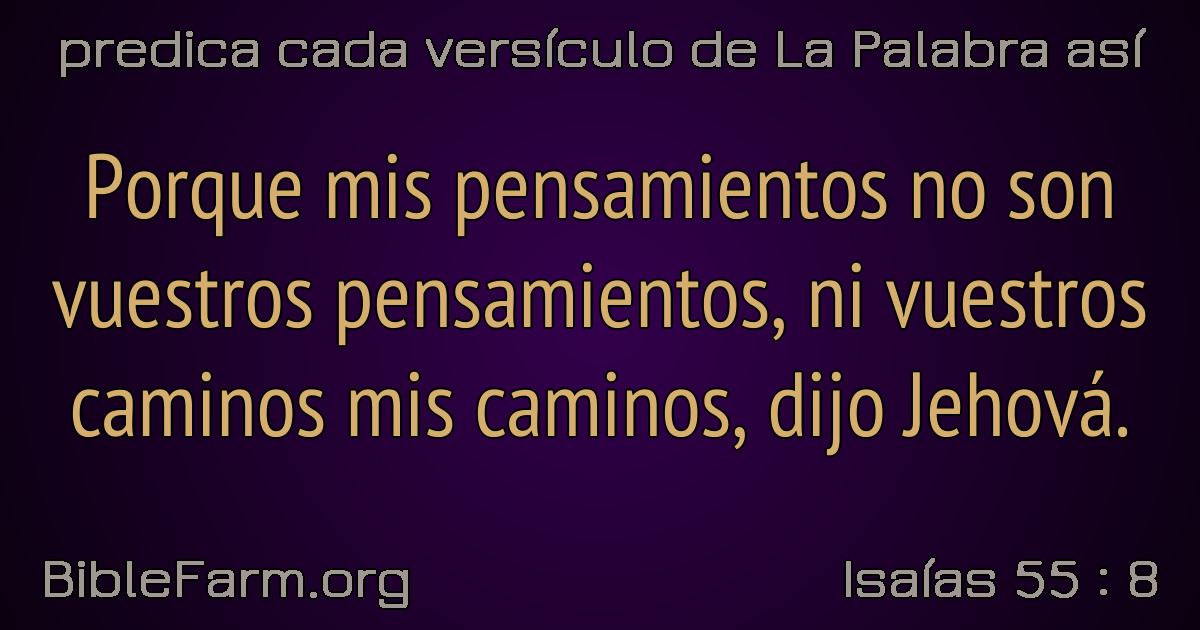 predica cada versículo de La Palabra así
Porque mis pensamientos no son
vuestros pensamientos, ni vuestros
caminos mis caminos, dijo Jehová.
BibleFarm.org
Isaías 55 : 8